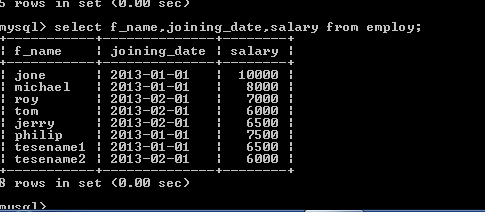 5 rows in set (0.00 sec)
mysql> select f_name,joining_date,salary from employ;
+-----------+--------------+--------+
| f_name    | joining_date | salary |
+-----------+--------------+--------+
| jone      | 2013-01-01   |  10000 |
| michael   | 2013-01-01   |   8000 |
| roy       | 2013-02-01   |   7000 |
| tom       | 2013-02-01   |   6000 |
| jerry     | 2013-02-01   |   6500 |
| philip    | 2013-01-01   |   7500 |
| tesename1 | 2013-01-01   |   6500 |
| tesename2 | 2013-02-01   |   6000 |
+-----------+--------------+--------+
8 rows in set (0.00 sec)
mysql>